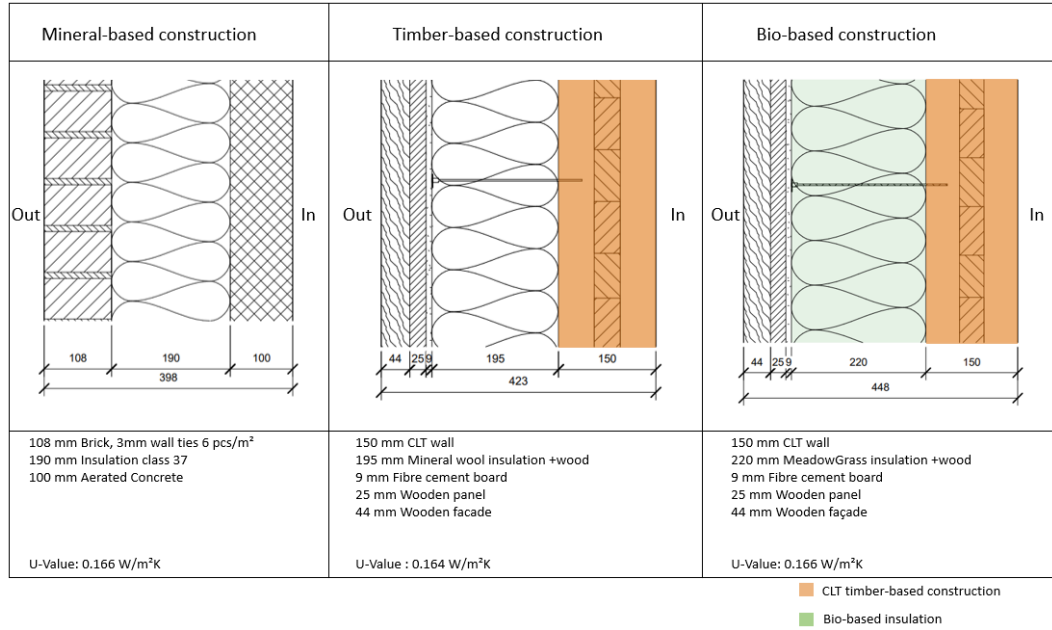 Mineral-based construction
Timber-based construction
Bio-based construction
Out
In
108
190
100
398
Out
In
44
25
9
195
150
423
Out
In
44
25
9
220
150
448
108 mm Brick, 3mm wall ties 6 pcs/m²
190 mm Insulation class 37
100 mm Aerated Concrete
U-Value: 0.166 W/m²K
150 mm CLT wall
195 mm Mineral wool insulation +wood
9 mm Fibre cement board
25 mm Wooden panel
44 mm Wooden facade
U-Value : 0.164 W/m²K
150 mm CLT wall
220 mm MeadowGrass insulation +wood
9 mm Fibre cement board
25 mm Wooden panel
44 mm Wooden façade
U-Value: 0.166 W/m²K
CLT timber-based construction
Bio-based insulation